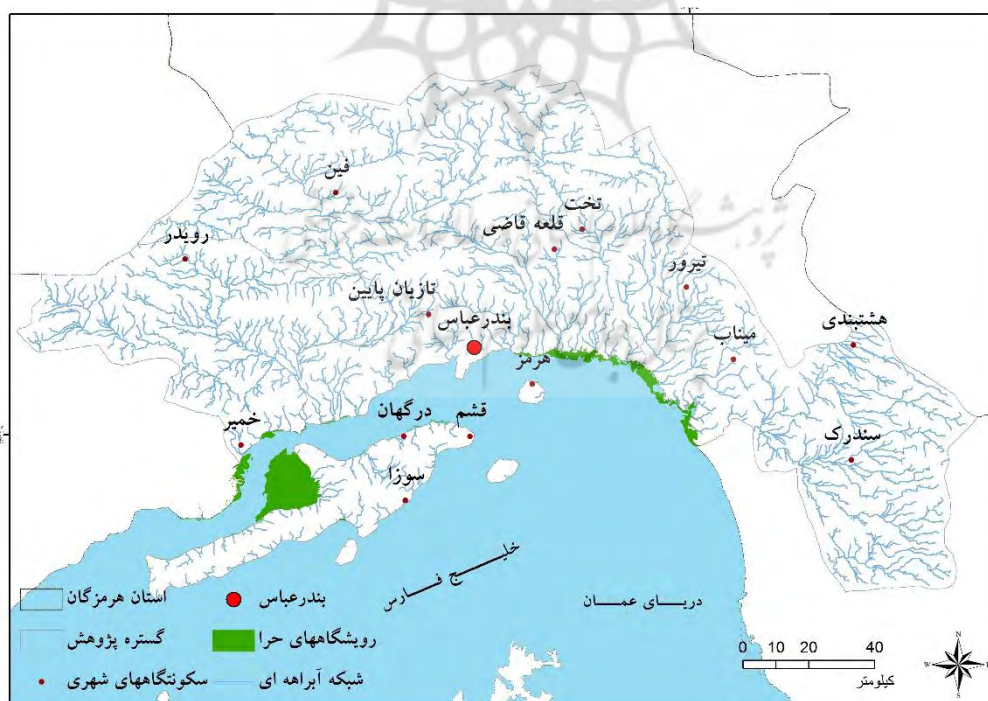 فین
تخت
قلعه قاضی
رویدر
تیرور
تازیان پایین
بندرعباس
هشتبندی
میناب
هرمز
خمیر
درگهان
قشم
سندرک
سوزا
خلیج فارس
دریای عمان
استان هرمزگان
بندرعباس
گستره پژوهش
رویشگاههای حرا
سکونتگاههای شهری
شبکه آبراهه ای
0 10 20 40
کیلومتر
N
W
S